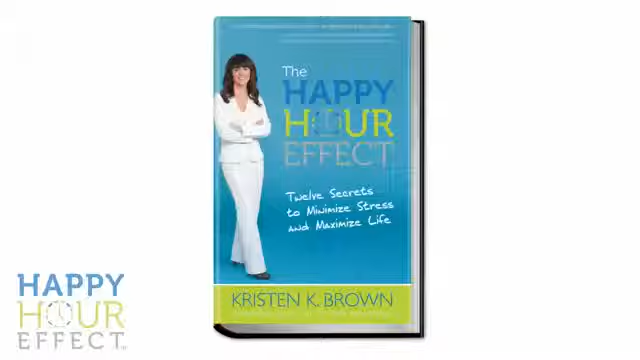 The
HAPPY
HOUR
EFFECT
Twelve Secrets
to Minimize Stress
and Maximize Life
KRISTEN K. BROWN
HAPPY
HOUR
EFFECT